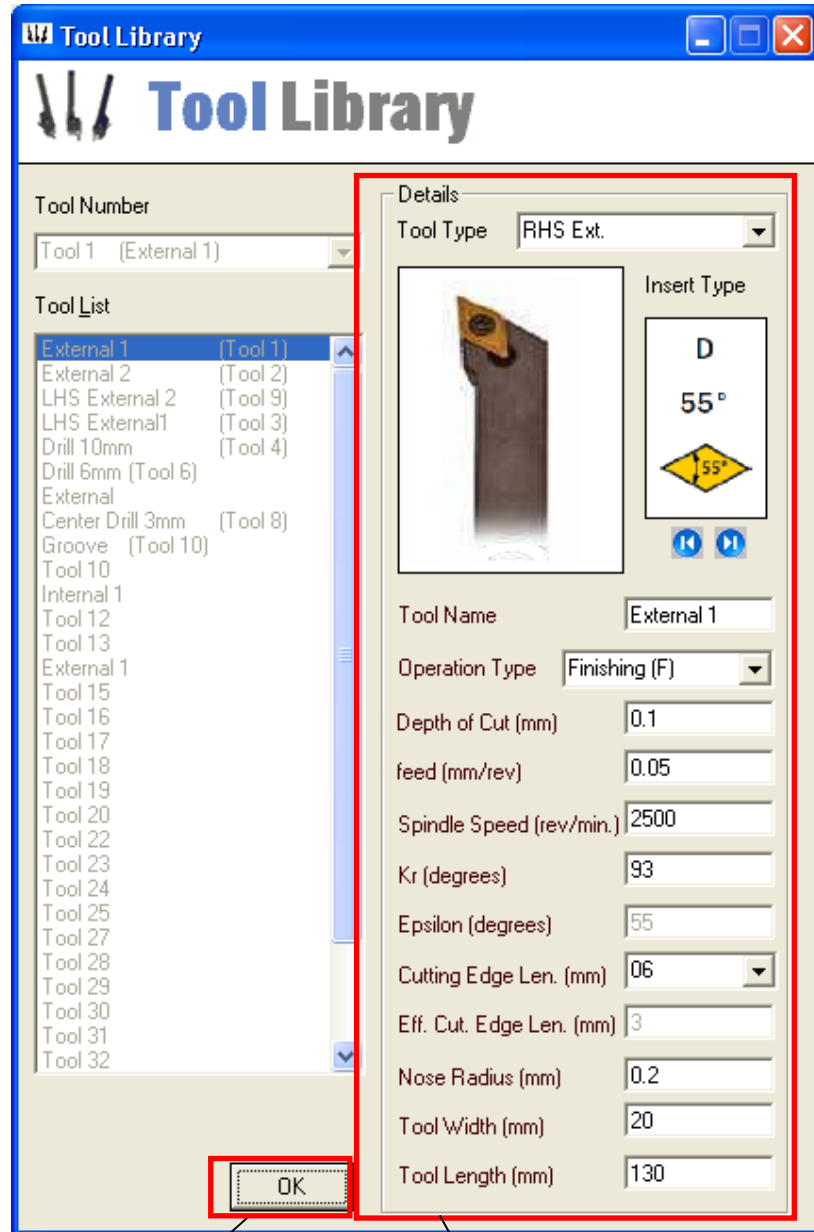 Tool Library
Tool Library
Tool Number
Tool 1 (External 1)
Tool List
External 1 (Tool 1)
External 2 (Tool 2)
LHS External 2 (Tool 9)
LHS External1 (Tool 3)
Drill 10mm (Tool 4)
Drill 6mm (Tool 6)
External
Center Drill 3mm (Tool 8)
Groove (Tool 10)
Tool 10
Internal 1
Tool 12
Tool 13
External 1
Tool 15
Tool 16
Tool 17
Tool 18
Tool 19
Tool 20
Tool 22
Tool 23
Tool 24
Tool 25
Tool 27
Tool 28
Tool 29
Tool 30
Tool 31
Tool 32
OK
Details
Tool Type RHS Ext.
Insert Type
D
55°
55°
Tool Name External 1
Operation Type Finishing (F)
Depth of Cut (mm) 0.1
feed (mm/rev) 0.05
Spindle Speed (rev/min.) 2500
Kr (degrees) 93
Epsilon (degrees) 55
Cutting Edge Len. (mm) 06
Eff. Cut. Edge Len. (mm) 3
Nose Radius (mm) 0.2
Tool Width (mm) 20
Tool Length (mm) 130